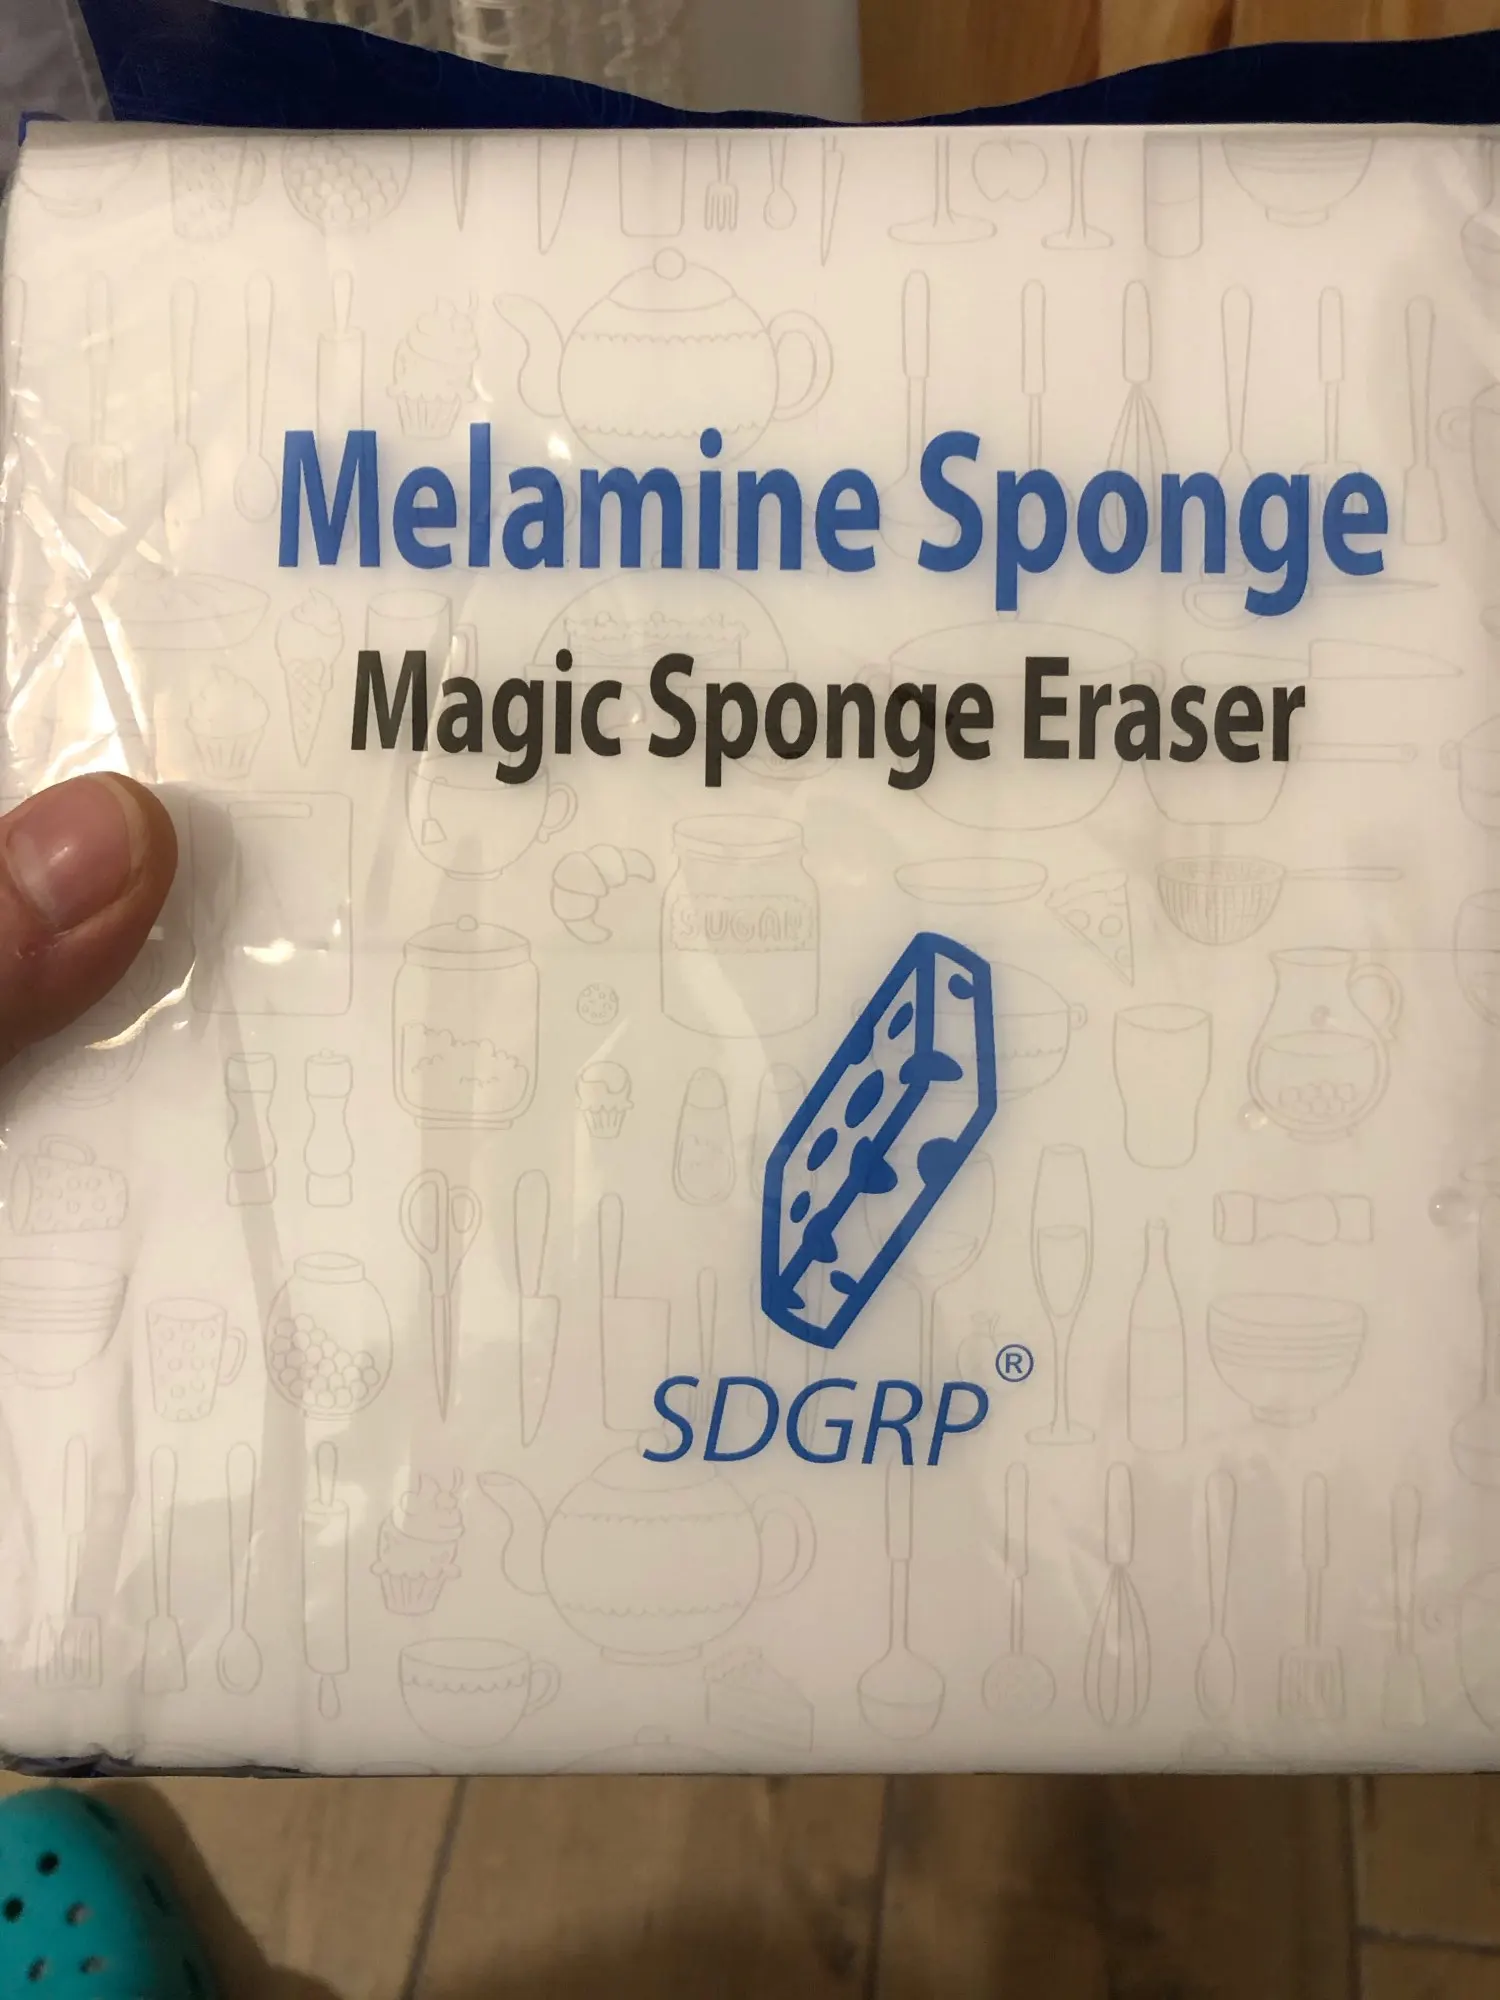 Melamine Sponge
Magic Sponge Eraser
SUGAR
SDGRP®